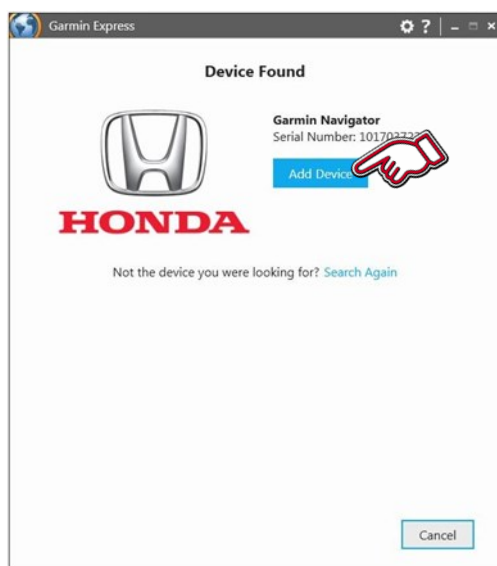 Garmin Express
?
Device Found
Garmin Navigator
Serial Number:
Add Device
HONDA
Not the device you were looking for? Search Again
Cancel